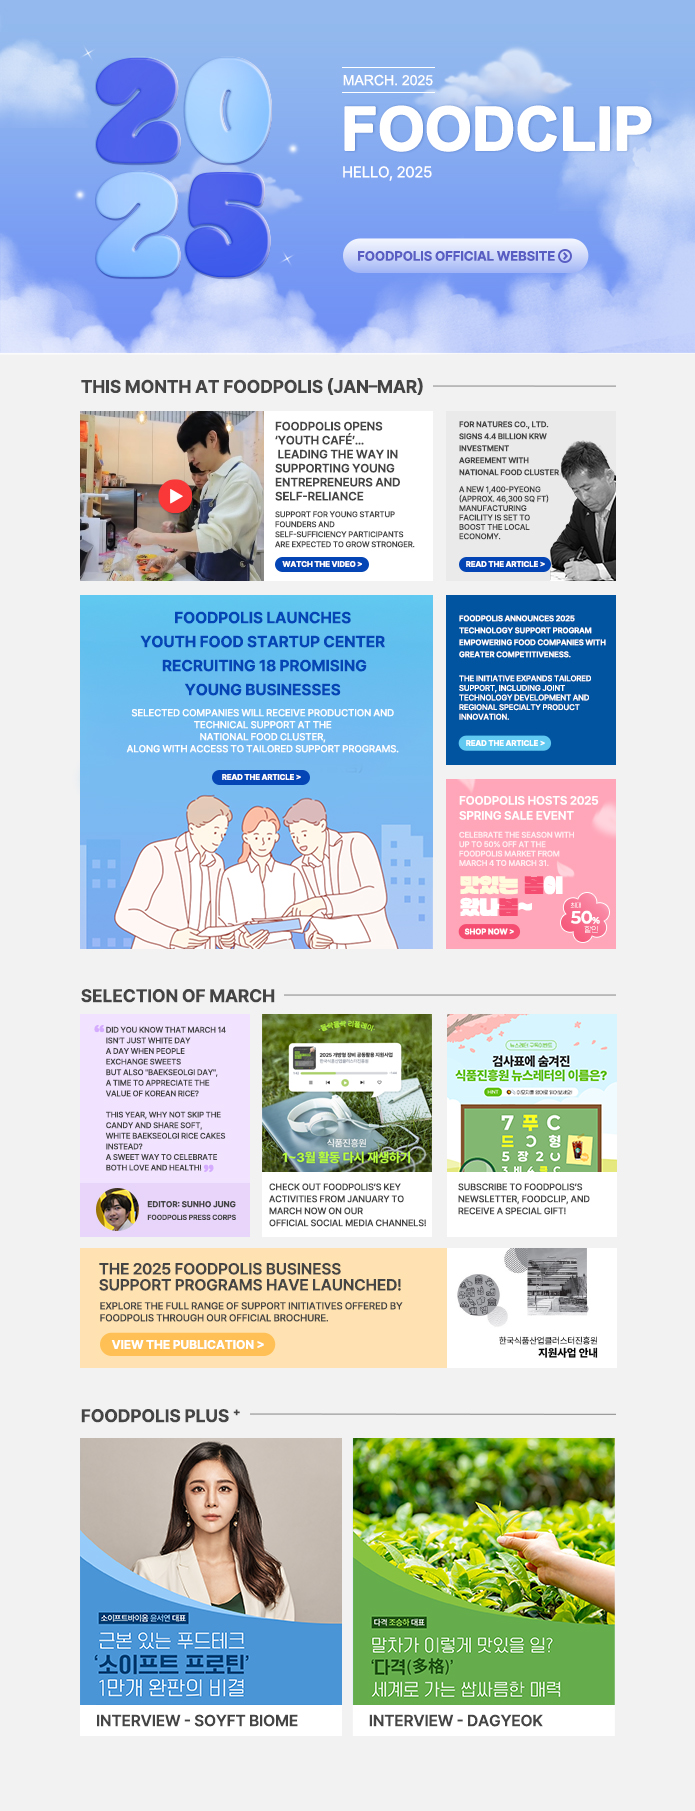 2025
MARCH. 2025
FOODCLIP
HELLO, 2025
FOODPOLIS OFFICIAL WEBSITE
THIS MONTH AT FOODPOLIS (JAN–MAR)
FOODPOLIS OPENS
‘YOUTH CAFÉ’...
LEADING THE WAY IN
SUPPORTING YOUNG
ENTREPRENEURS AND
SELF-RELIANCE
SUPPORT FOR YOUNG STARTUP
FOUNDERS AND
SELF-SUFFICIENCY PARTICIPANTS
ARE EXPECTED TO GROW STRONGER.
WATCH THE VIDEO >
FOR NATURES CO., LTD.
SIGNS 4.4 BILLION KRW
INVESTMENT
AGREEMENT WITH
NATIONAL FOOD CLUSTER
A NEW 1,400-PYEONG
(APPROX. 46,300 SQ FT)
MANUFACTURING
FACILITY IS SET TO
BOOST THE LOCAL
ECONOMY.
READ THE ARTICLE >
FOODPOLIS LAUNCHES
YOUTH FOOD STARTUP CENTER
RECRUITING 18 PROMISING
YOUNG BUSINESSES
SELECTED COMPANIES WILL RECEIVE PRODUCTION AND
TECHNICAL SUPPORT AT THE
NATIONAL FOOD CLUSTER,
ALONG WITH ACCESS TO TAILORED SUPPORT PROGRAMS.
READ THE ARTICLE >
FOODPOLIS ANNOUNCES 2025
TECHNOLOGY SUPPORT PROGRAM
EMPOWERING FOOD COMPANIES WITH
GREATER COMPETITIVENESS.
THE INITIATIVE EXPANDS TAILORED
SUPPORT, INCLUDING JOINT
TECHNOLOGY DEVELOPMENT AND
REGIONAL SPECIALTY PRODUCT
INNOVATION.
READ THE ARTICLE >
FOODPOLIS HOSTS 2025
SPRING SALE EVENT
CELEBRATE THE SEASON WITH
UP TO 50% OFF AT THE
FOODPOLIS MARKET FROM
MARCH 4 TO MARCH 31.
맛있는 봄이
왔나봄~
최대
50%
할인
SHOP NOW >
SELECTION OF MARCH
“ DID YOU KNOW THAT MARCH 14
ISN'T JUST WHITE DAY
A DAY WHEN PEOPLE
EXCHANGE SWEETS
BUT ALSO "BAEKSEOLGI DAY",
A TIME TO APPRECIATE THE
VALUE OF KOREAN RICE?
THIS YEAR, WHY NOT SKIP THE
CANDY AND SHARE SOFT,
WHITE BAEKSEOLGI RICE CAKES
INSTEAD?
A SWEET WAY TO CELEBRATE
BOTH LOVE AND HEALTH! ”
EDITOR: SUNHO JUNG
FOODPOLIS PRESS CORPS
2025 개방형 장비 공동활용 지원사업
한국식품산업클러스터진흥원
식품진흥원
1~3월 활동 다시 재생하기
CHECK OUT FOODPOLIS'S KEY
ACTIVITIES FROM JANUARY TO
MARCH NOW ON OUR
OFFICIAL SOCIAL MEDIA CHANNELS!
뉴스레터 구독이벤트
검사표에 숨겨진
식품진흥원 뉴스레터의 이름은?
HINT
7 푸 C
드 ɔ 형
5 장 2
SUBSCRIBE TO FOODPOLIS'S
NEWSLETTER, FOODCLIP, AND
RECEIVE A SPECIAL GIFT!
THE 2025 FOODPOLIS BUSINESS
SUPPORT PROGRAMS HAVE LAUNCHED!
EXPLORE THE FULL RANGE OF SUPPORT INITIATIVES OFFERED BY
FOODPOLIS THROUGH OUR OFFICIAL BROCHURE.
VIEW THE PUBLICATION >
한국식품산업클러스터진흥원
지원사업 안내
FOODPOLIS PLUS +
소이프트바이옴 윤서연 대표
근본 있는 푸드테크
‘소이프트 프로틴’
1만개 완판의 비결
INTERVIEW - SOYFT BIOME
다격 조승하 대표
말차가 이렇게 맛있을 일?
‘다격(多格)’
세계로 가는 쌉싸름한 매력
INTERVIEW - DAGYEOK